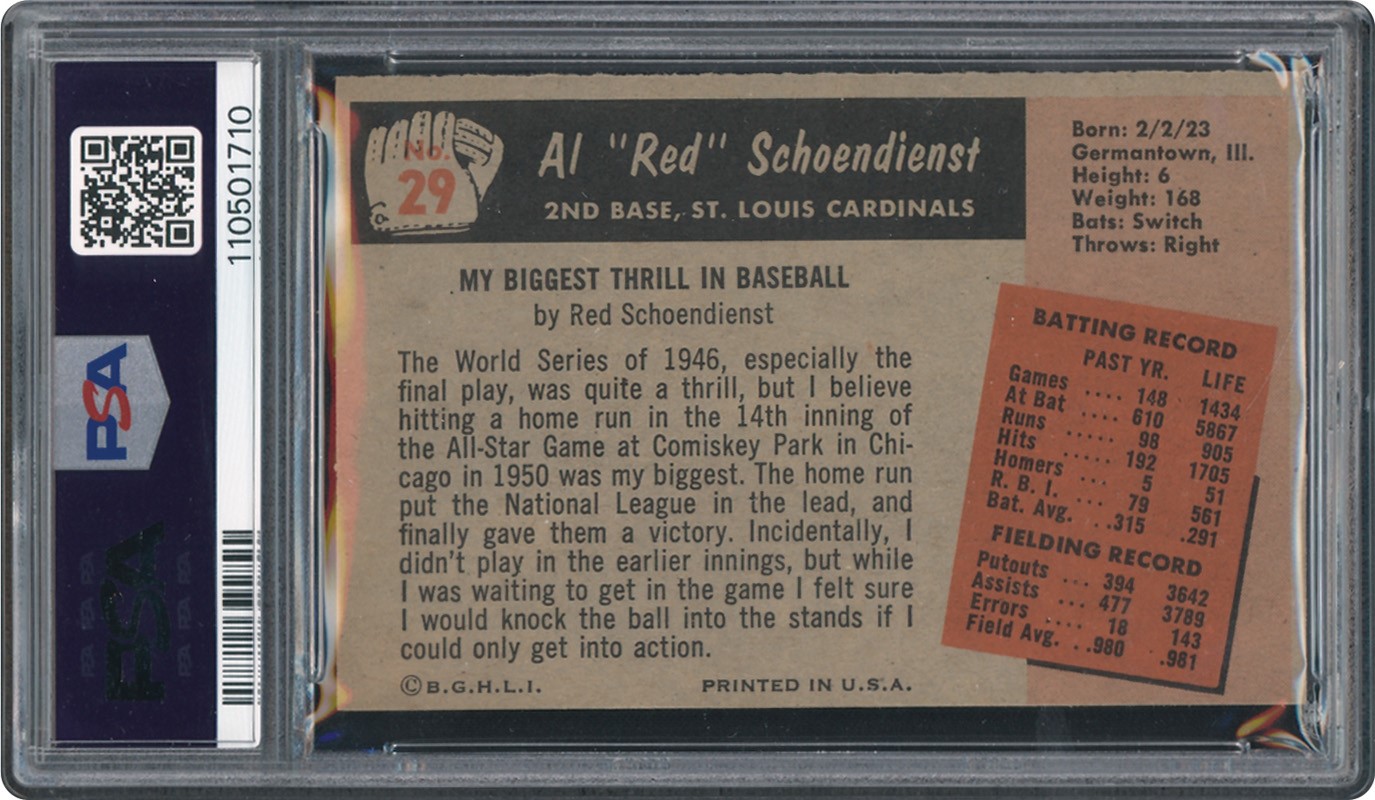 110501710
PSA
PSA
PSA PSA PSA
PSA PSA PSA
No.
29
Al "Red" Schoendienst
2ND BASE, ST. LOUIS CARDINALS
Born: 2/2/23
Germantown, Ill.
Height: 6
Weight: 168
Bats: Switch
Throws: Right
MY BIGGEST THRILL IN BASEBALL
by Red Schoendienst
The World Series of 1946, especially the
final play, was quite a thrill, but I believe
hitting a home run in the 14th inning of
the All-Star Game at Comiskey Park in Chi-
cago in 1950 was my biggest. The home run
put the National League in the lead, and
finally gave them a victory. Incidentally, I
didn't play in the earlier innings, but while
I was waiting to get in the game I felt sure
I would knock the ball into the stands if I
could only get into action.
©B.G.H.L.I. PRINTED IN U.S.A.
BATTING RECORD
PAST YR. LIFE
Games .... 148 1434
At Bat .... 610 5867
Runs ..... 98 905
Hits ..... 192 1705
Homers ... 5 51
R. B. I. ... 79 561
Bat. Avg. ..315 .291
FIELDING RECORD
Putouts ... 394 3642
Assists ... 477 3789
Errors .... 18 143
Field Avg. ..980 .981